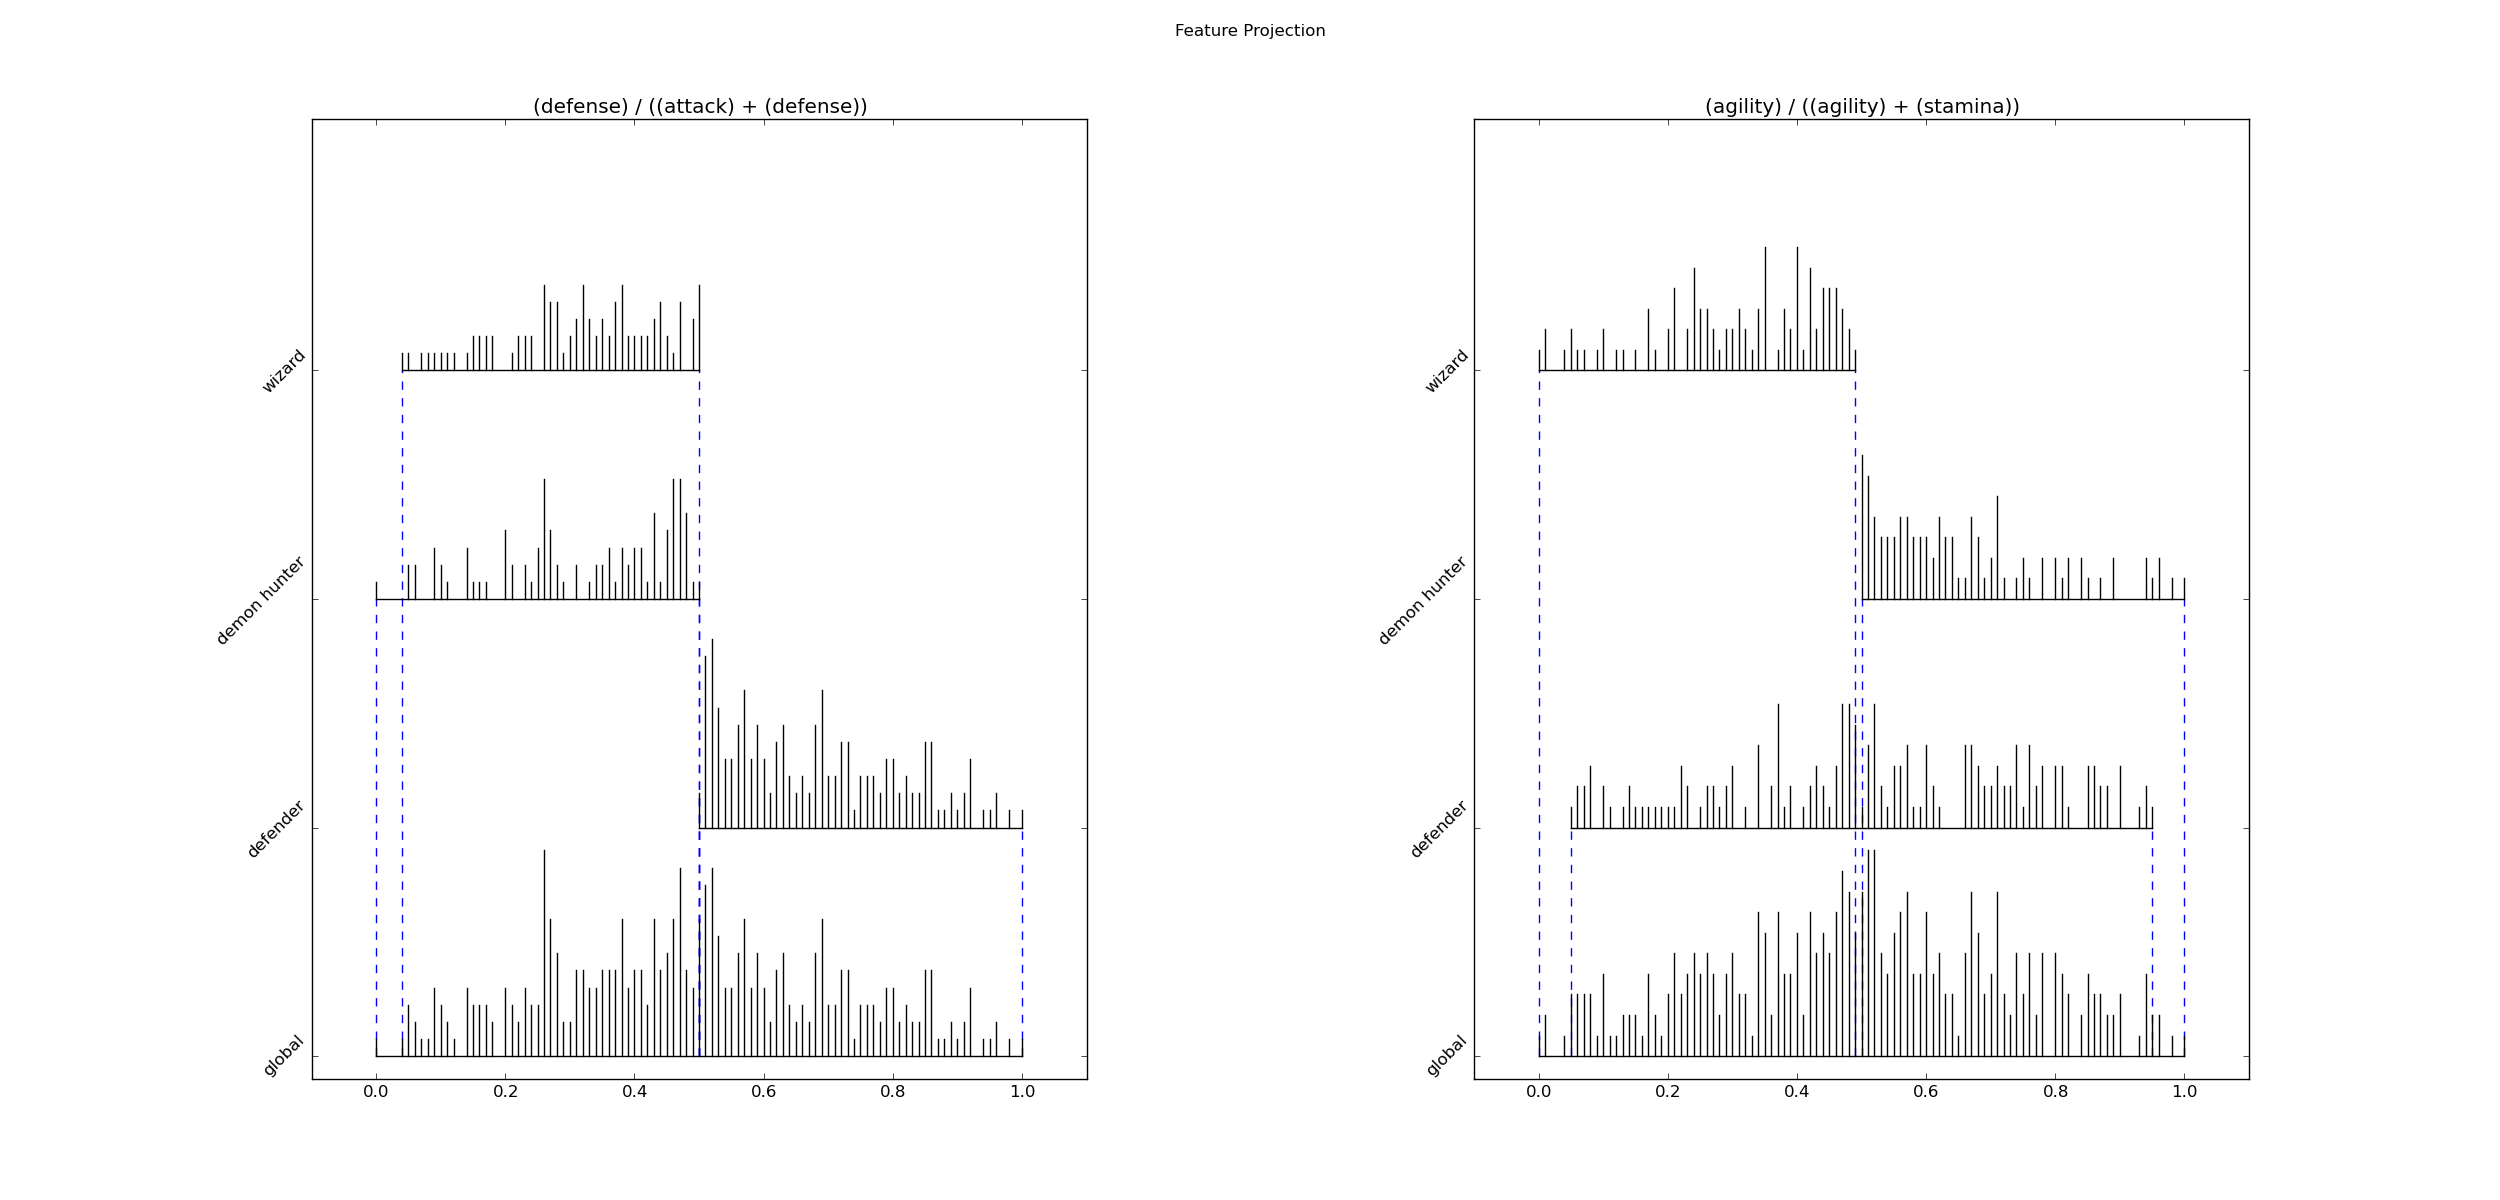 Feature Projection
(defense) / ((attack) + (defense))
wizard
demon hunter
defender
global
0.0 0.2 0.4 0.6 0.8 1.0
(agility) / ((agility) + (stamina))
wizard
demon hunter
defender
global
0.0 0.2 0.4 0.6 0.8 1.0